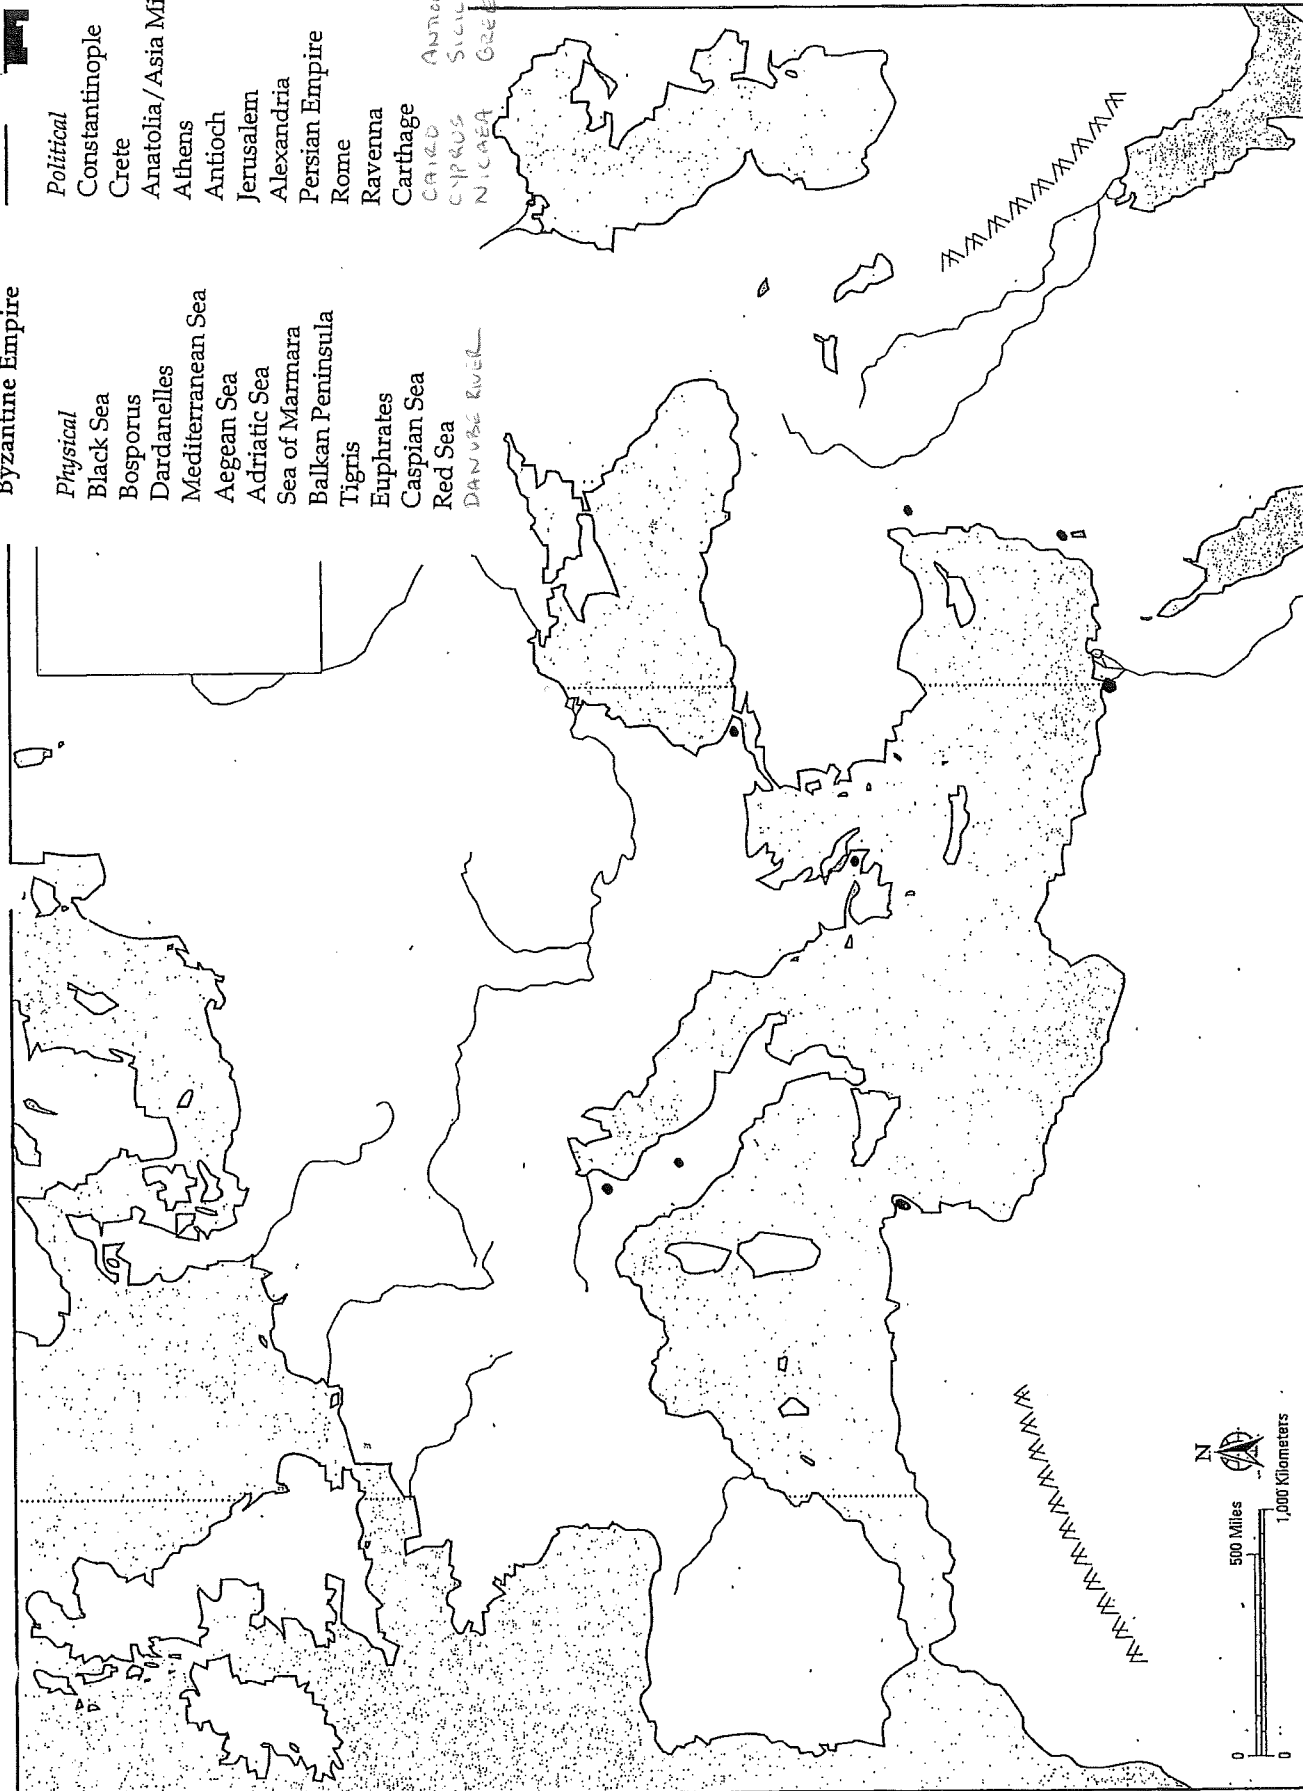 Byzantine Empire
Physical
Black Sea
Bosporus
Dardanelles
Mediterranean Sea
Aegean Sea
Adriatic Sea
Sea of Marmara
Balkan Peninsula
Tigris
Euphrates
Caspian Sea
Red Sea
DANUBE RIVER
Political
Constantinople
Crete
Anatolia/Asia Mi
Athens
Antioch
Jerusalem
Alexandria
Persian Empire
Rome
Ravenna
Carthage
CAIRO
CYPRUS
NICAEA
SICIL
GREE
N
0 500 Miles
0 1,000 Kilometers